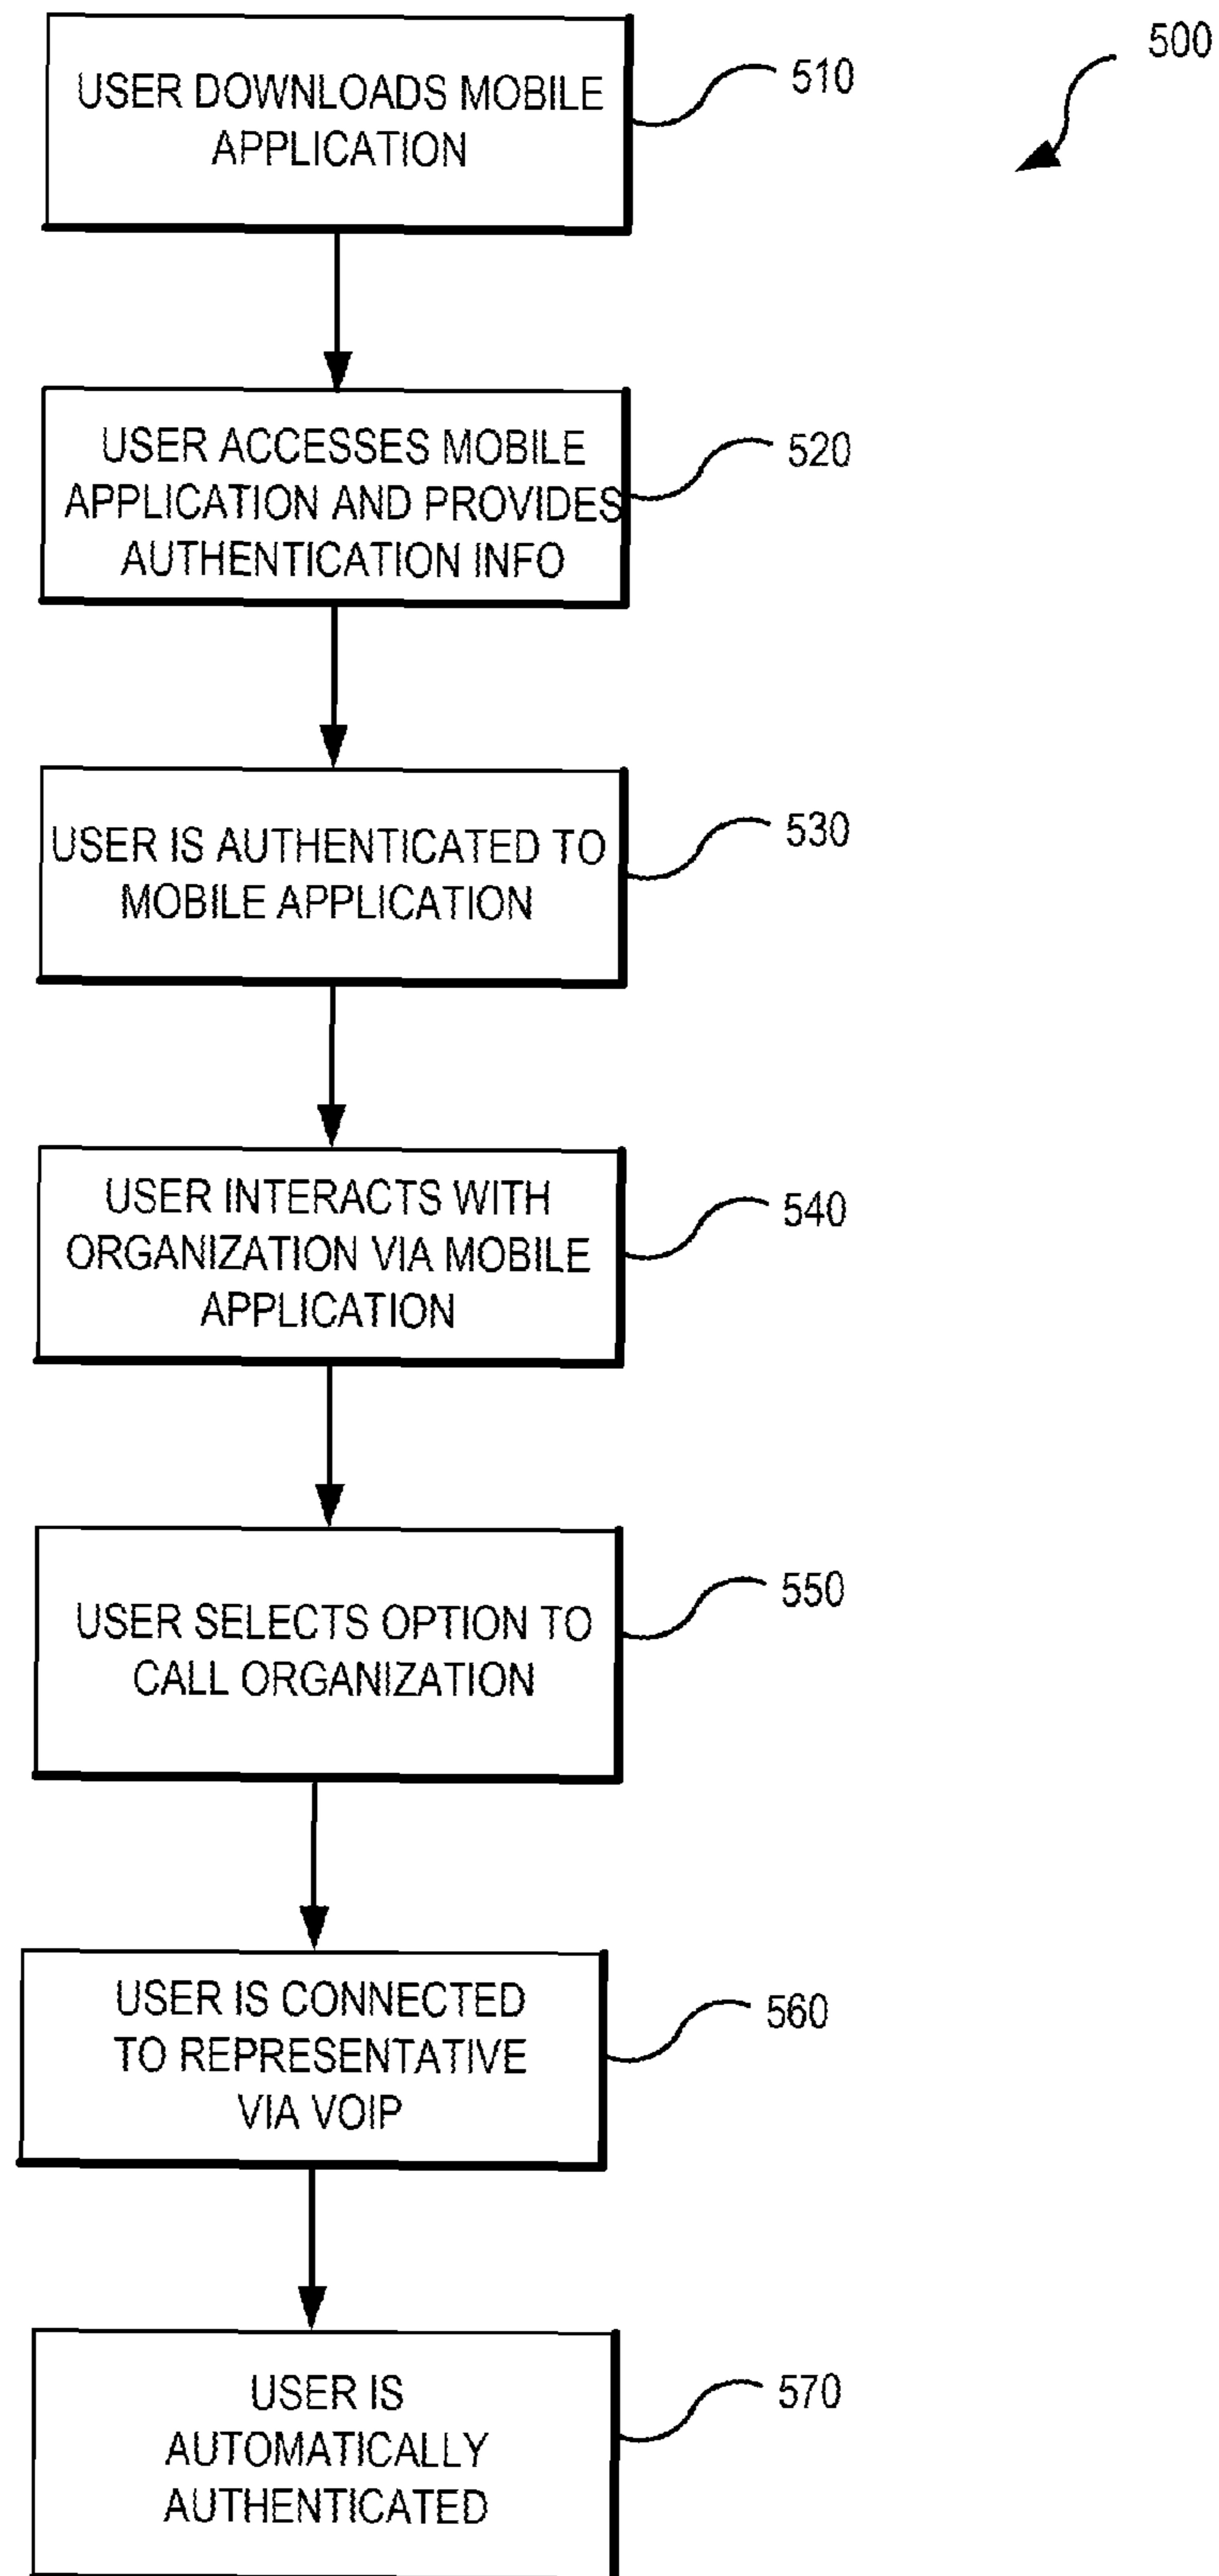 500
USER DOWNLOADS MOBILE
APPLICATION
510
USER ACCESSES MOBILE
APPLICATION AND PROVIDES
AUTHENTICATION INFO
520
USER IS AUTHENTICATED TO
MOBILE APPLICATION
530
USER INTERACTS WITH
ORGANIZATION VIA MOBILE
APPLICATION
540
USER SELECTS OPTION TO
CALL ORGANIZATION
550
USER IS CONNECTED
TO REPRESENTATIVE
VIA VOIP
560
USER IS
AUTOMATICALLY
AUTHENTICATED
570